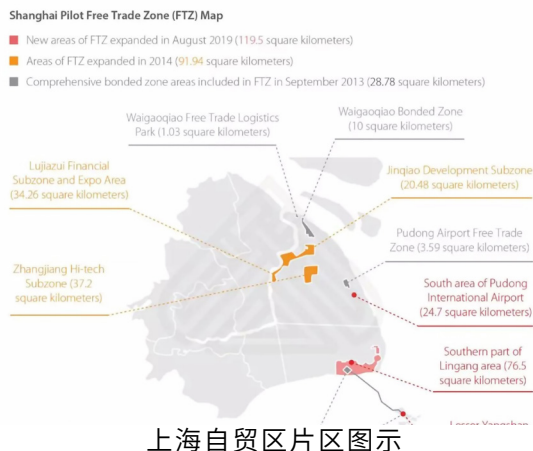 Shanghai Pilot Free Trade Zone (FTZ) Map
New areas of FTZ expanded in August 2019 (119.5 square kilometers)
Areas of FTZ expanded in 2014 (91.94 square kilometers)
Comprehensive bonded zone areas included in FTZ in September 2013 (28.78 square kilometers)
Waigaoqiao Free Trade Logistics
Park (1.03 square kilometers)
Waigaoqiao Bonded Zone
(10 square kilometers)
Lujiazui Financial
Subzone and Expo Area
(34.26 square kilometers)
Jinqiao Development Subzone
(20.48 square kilometers)
Pudong Airport Free Trade
Zone (3.59 square kilometers)
Zhangjiang Hi-tech
Subzone (37.2
square kilometers)
South area of Pudong
International Airport
(24.7 square kilometers)
Southern part of
Lingang area (76.5
square kilometers)
Lesser Yangshan
上海自贸区片区图示